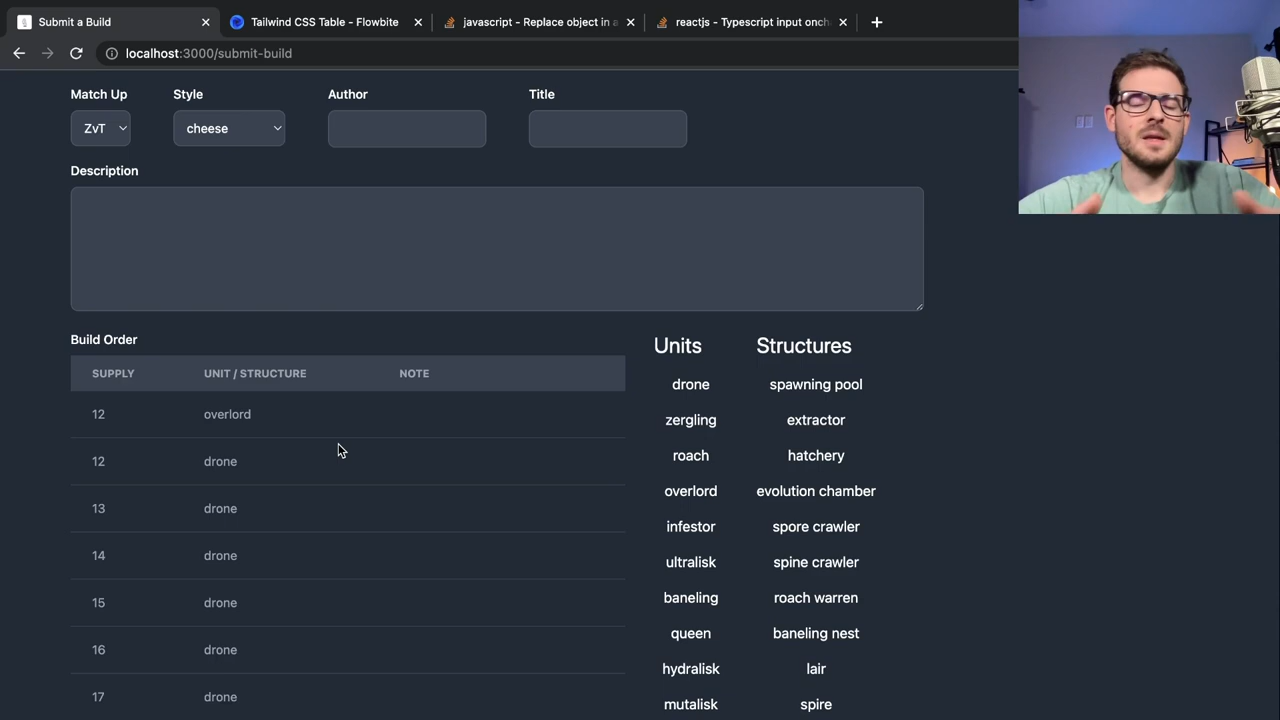 Submit a Build
Tailwind CSS Table - Flowbite
javascript - Replace object in a
reactjs - Typescript input onch
localhost:3000/submit-build
Match Up
Style
Author
Title
ZvT
cheese
Description
Build Order
SUPPLY UNIT / STRUCTURE NOTE
12 overlord
12 drone
13 drone
14 drone
15 drone
16 drone
17 drone
Units Structures
drone spawning pool
zergling extractor
roach hatchery
overlord evolution chamber
infestor spore crawler
ultralisk spine crawler
baneling roach warren
queen baneling nest
hydralisk lair
mutalisk spire